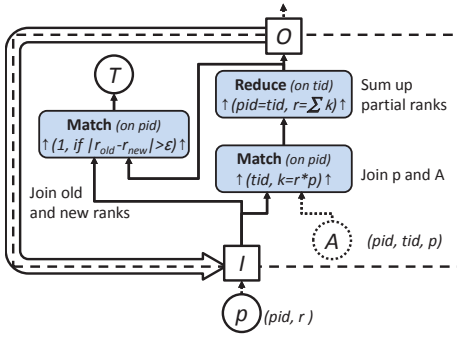 O
T
Reduce (on tid)
↑(pid=tid, r=∑ k)↑
Sum up
partial ranks
Match (on pid)
↑(1, if |r_old-r_new|>ε)↑
Match (on pid)
↑(tid, k=r*p)↑
Join p and A
Join old
and new ranks
A
(pid, tid, p)
I
p
(pid, r )